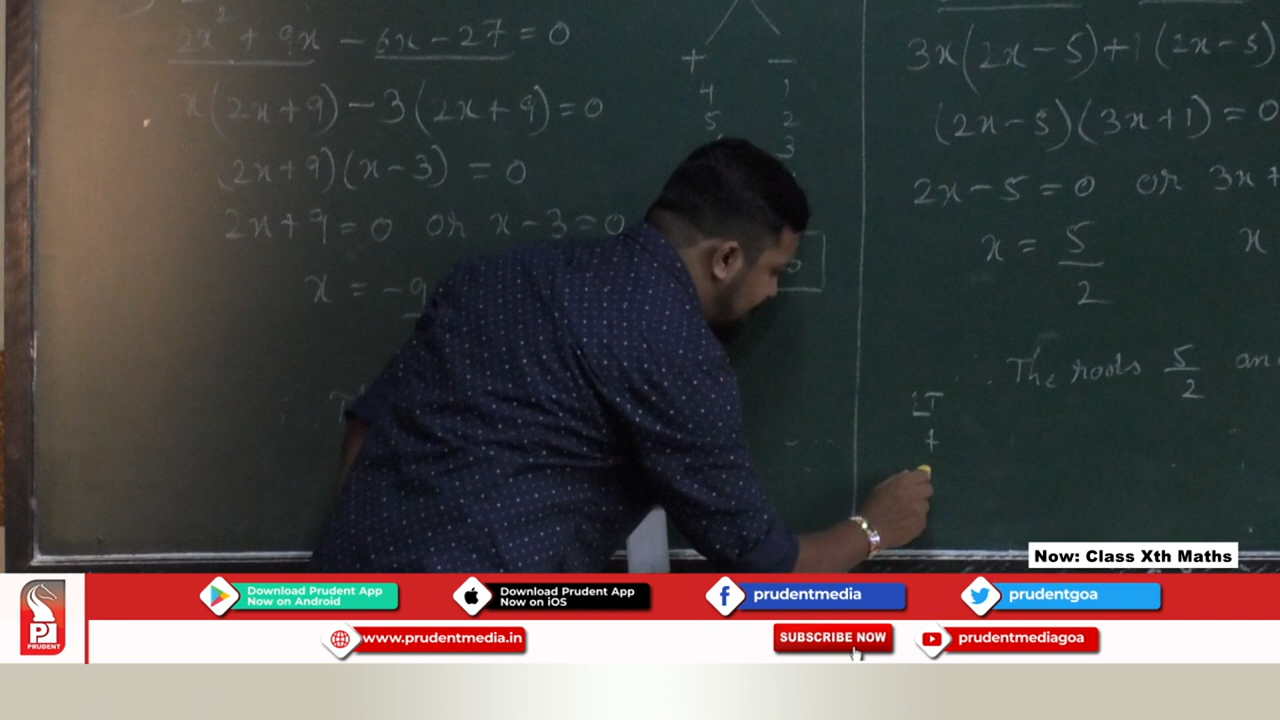 2x² + 9x - 6x - 27 = 0
x(2x+9) - 3(2x+9) = 0
(2x+9)(x-3) = 0
2x+9 = 0 or x-3 = 0
x = -9
+ -
4 1
5 2
3
3x(2x-5)+1(2x-5)
(2x-5)(3x+1) = 0
2x-5 = 0 or 3x+
x = 5/2 x
The roots 5/2 an
LT
+
Now: Class Xth Maths
Download Prudent App
Now on Android
Download Prudent App
Now on iOS
prudentmedia
prudentgoa
PRUDENT
www.prudentmedia.in
SUBSCRIBE NOW
prudentmediagoa